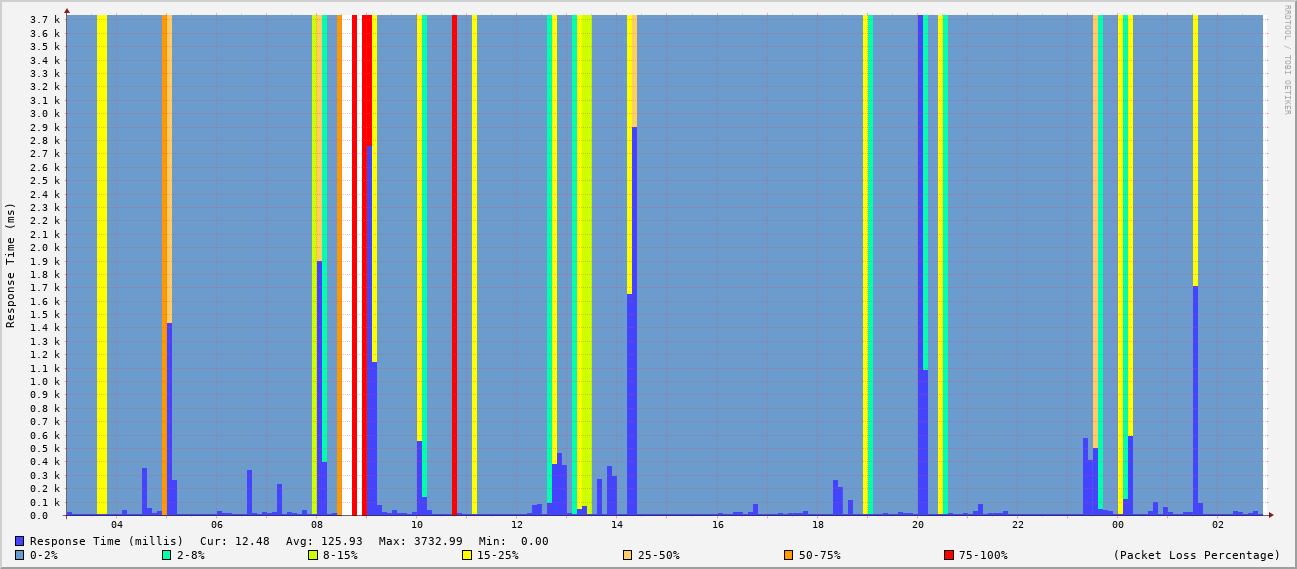 RRDTOOL / TOBI OETIKER
Response Time (ms)
3.7 k
3.6 k
3.5 k
3.4 k
3.3 k
3.2 k
3.1 k
3.0 k
2.9 k
2.8 k
2.7 k
2.6 k
2.5 k
2.4 k
2.3 k
2.2 k
2.1 k
2.0 k
1.9 k
1.8 k
1.7 k
1.6 k
1.5 k
1.4 k
1.3 k
1.2 k
1.1 k
1.0 k
0.9 k
0.8 k
0.7 k
0.6 k
0.5 k
0.4 k
0.3 k
0.2 k
0.1 k
0.0
04 06 08 10 12 14 16 18 20 22 00 02
Response Time (millis) Cur: 12.48 Avg: 125.93 Max: 3732.99 Min: 0.00
0-2% 2-8% 8-15% 15-25% 25-50% 50-75% 75-100% (Packet Loss Percentage)